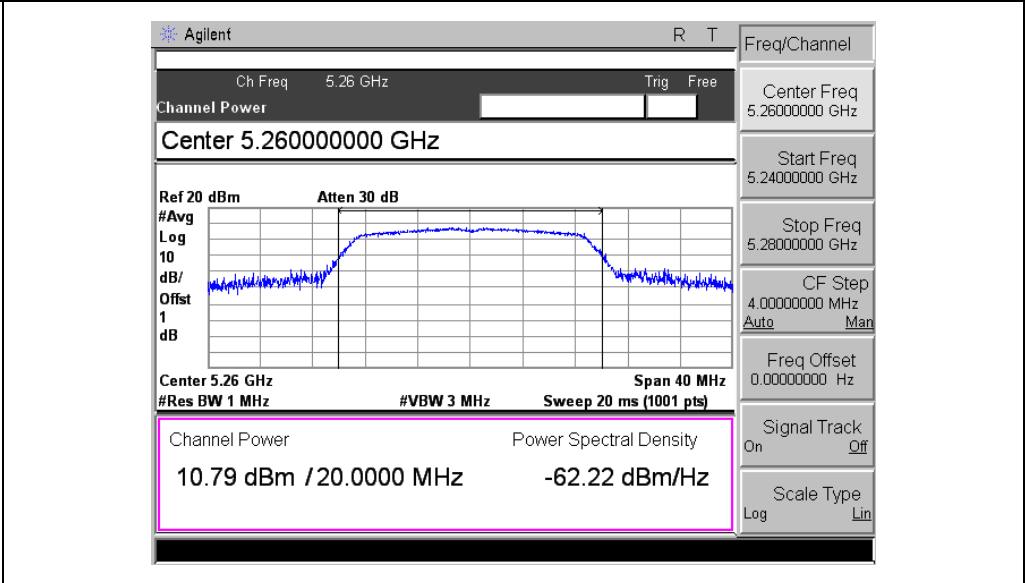 Agilent R T
Ch Freq 5.26 GHz Trig Free
Channel Power
Center 5.260000000 GHz
Ref 20 dBm Atten 30 dB
#Avg
Log
10
dB/
Offst
1
dB
Center 5.26 GHz Span 40 MHz
#Res BW 1 MHz #VBW 3 MHz Sweep 20 ms (1001 pts)
Channel Power Power Spectral Density
10.79 dBm / 20.0000 MHz -62.22 dBm/Hz
Freq/Channel
Center Freq
5.26000000 GHz
Start Freq
5.24000000 GHz
Stop Freq
5.28000000 GHz
CF Step
4.00000000 MHz
Auto Man
Freq Offset
0.00000000 Hz
Signal Track
On Off
Scale Type
Log Lin